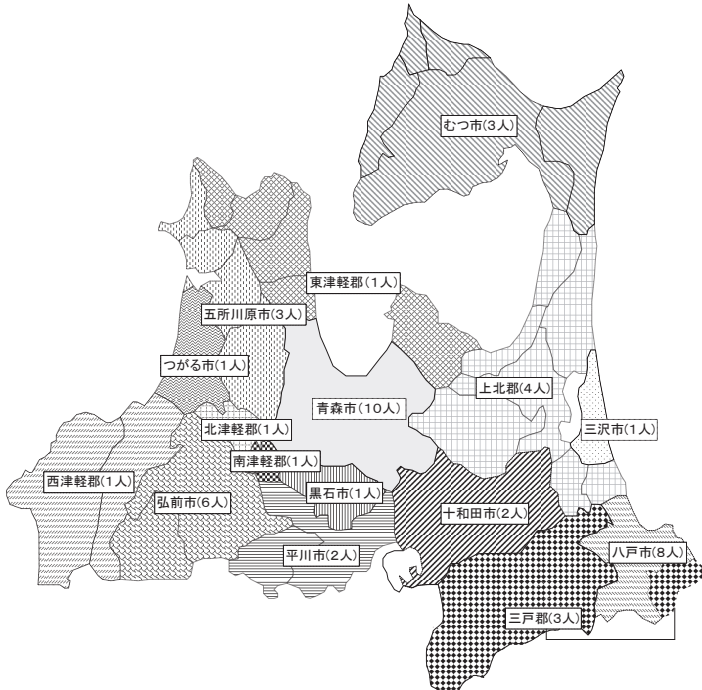 むつ市(3人)
東津軽郡(1人)
五所川原市(3人)
つがる市(1人)
上北郡(4人)
青森市(10人)
北津軽郡(1人)
三沢市(1人)
南津軽郡(1人)
西津軽郡(1人)
黒石市(1人)
弘前市(6人)
十和田市(2人)
平川市(2人)
八戸市(8人)
三戸郡(3人)